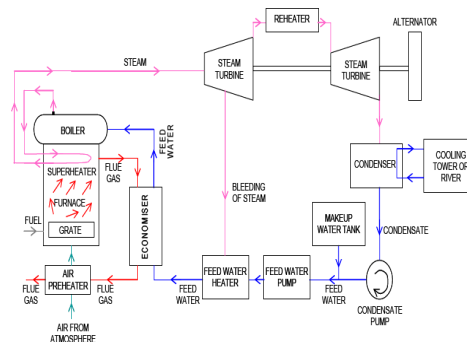 REHEATER
ALTERNATOR
STEAM
STEAM
TURBINE
STEAM
TURBINE
BOILER
FEED
WATER
FLUE
GAS
SUPERHEATER
FURNACE
GRATE
FUEL
ECONOMISER
BLEEDING
OF STEAM
CONDENSER
COOLING
TOWER OR
RIVER
CONDENSATE
MAKEUP
WATER TANK
FLUE
GAS
AIR
PREHEATER
FLUE
GAS
FEED
WATER
FEED WATER
HEATER
FEED WATER
PUMP
FEED
WATER
CONDENSATE
PUMP
AIR FROM
ATMOSPHERE